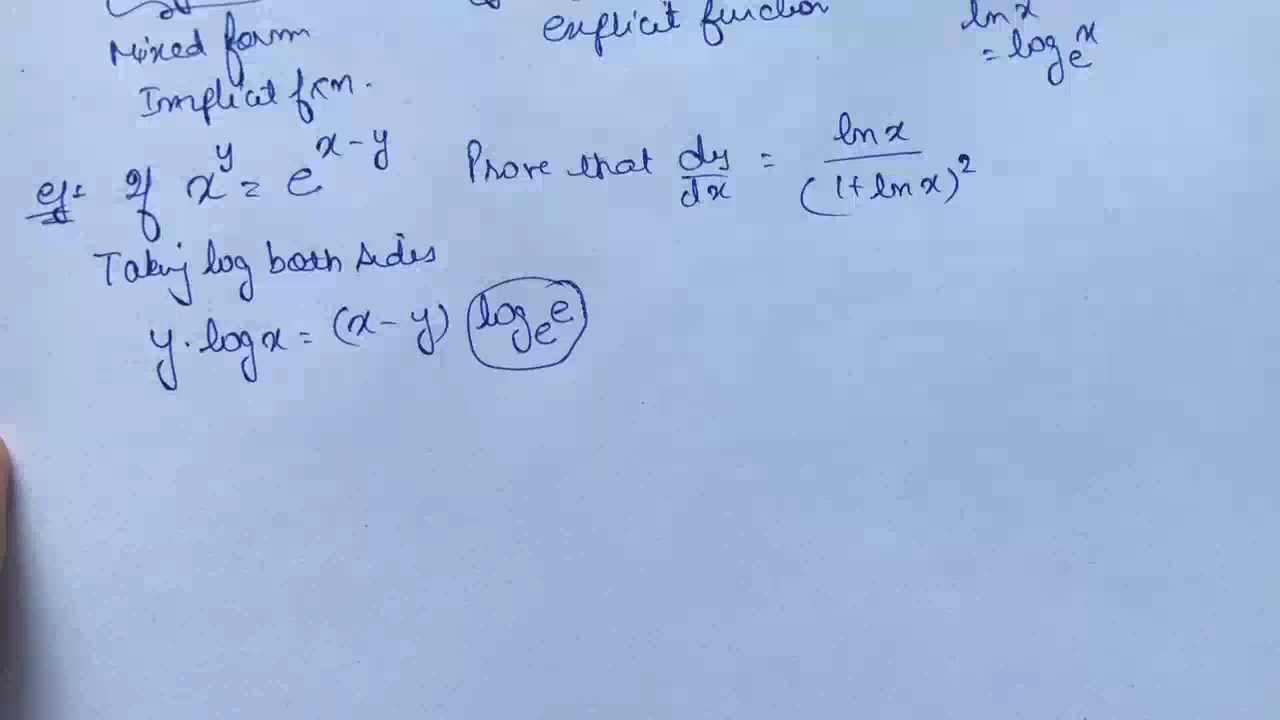 Mixed form
Implicit fxn.
explicit function
ln x
= log_e x
eg: If x^y = e^(x-y) Prove that dy/dx = ln x/(1+ln x)^2
Taking log both sides
y. log x = (x-y) log_e e